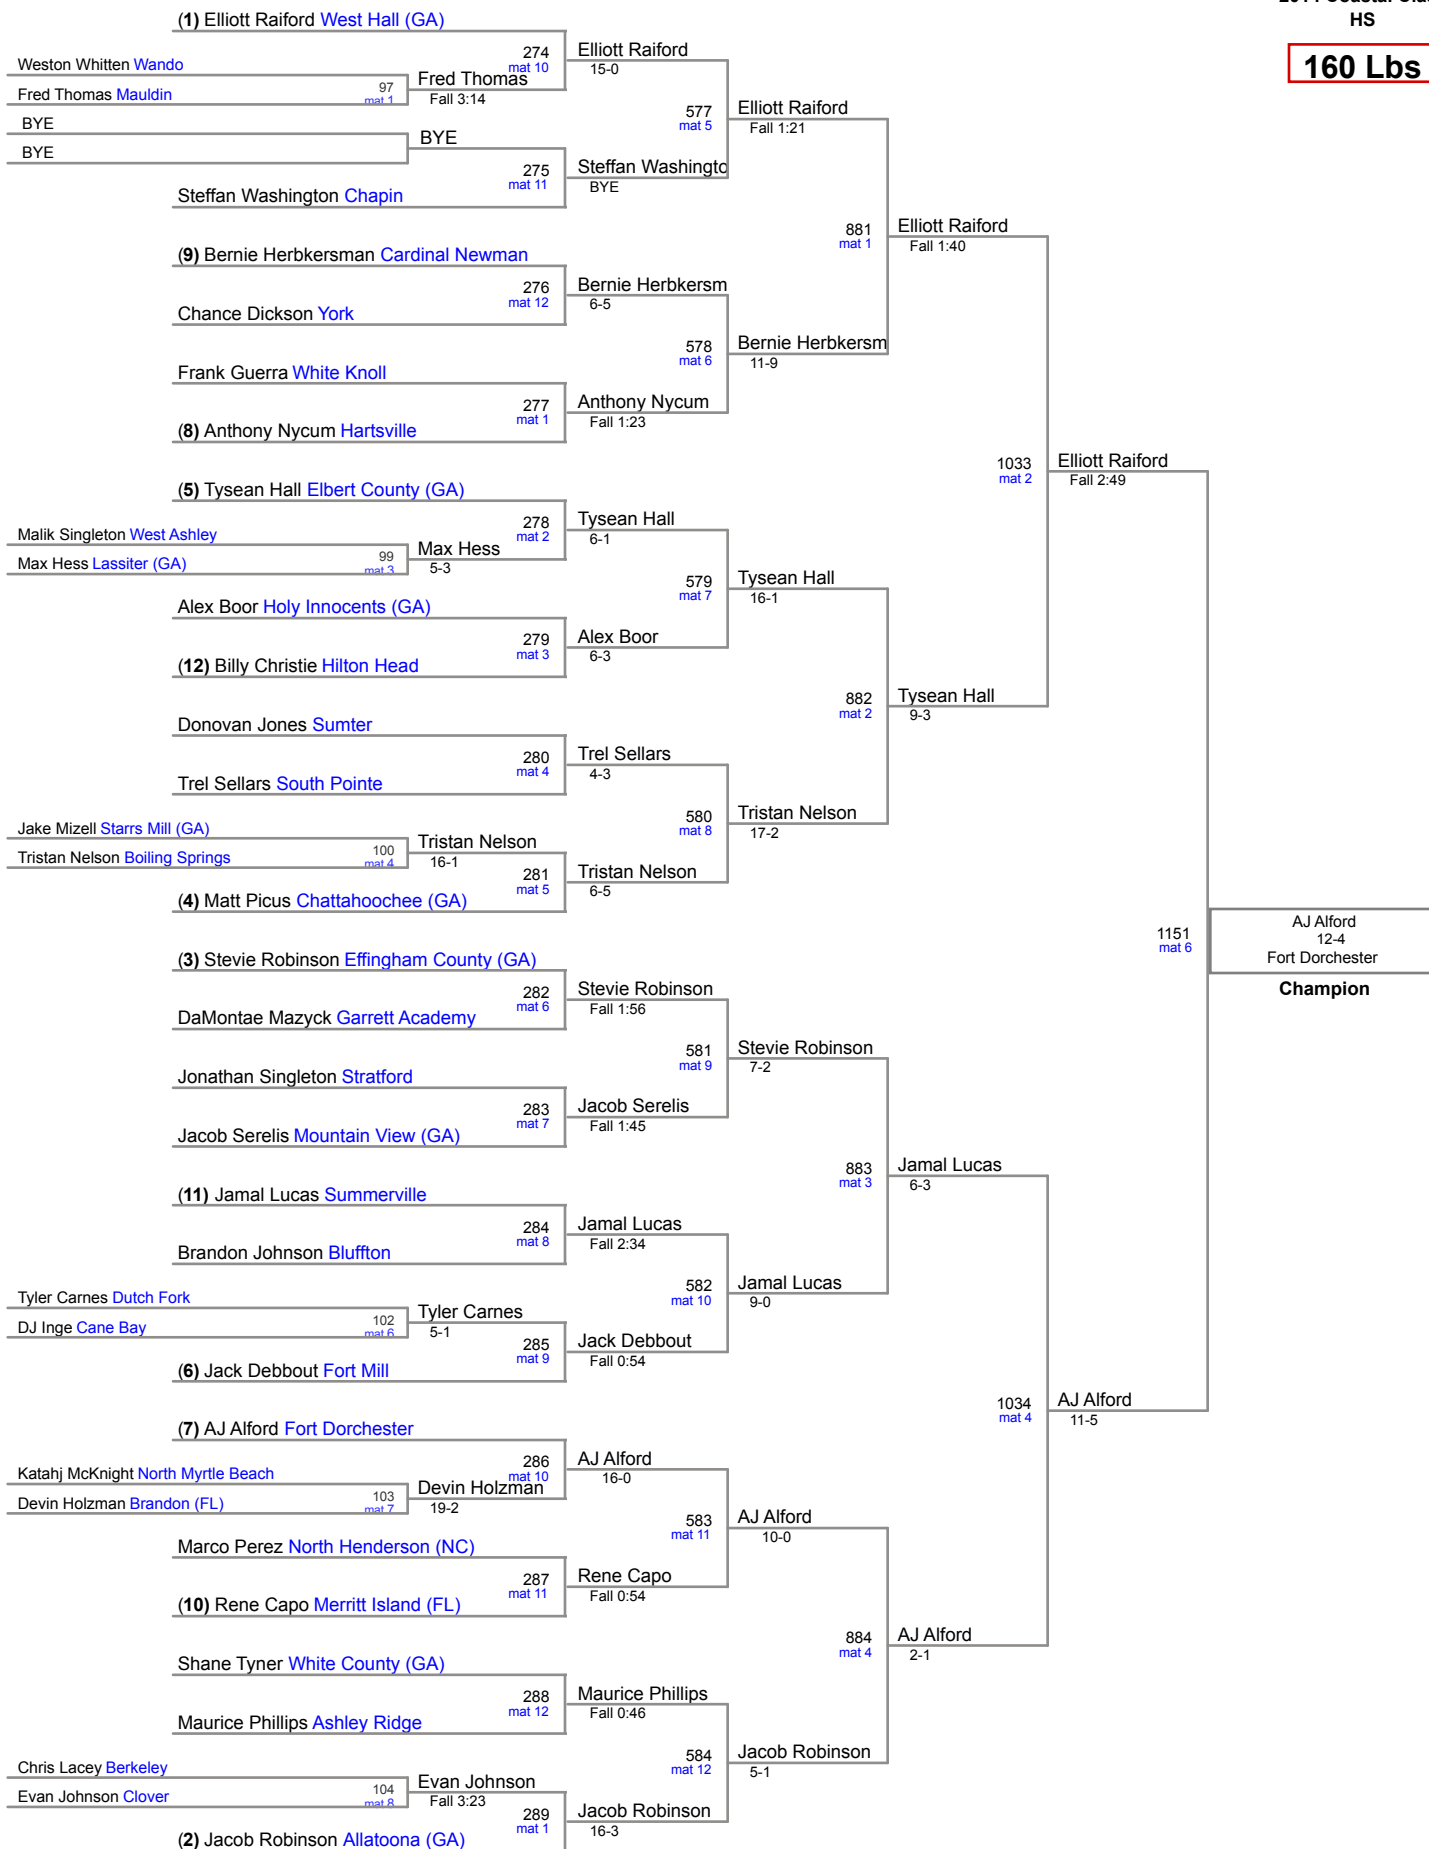 HS
160 Lbs
(1) Elliott Raiford West Hall (GA)
Weston Whitten Wando
Fred Thomas Mauldin
97
mat 1
Fred Thomas
Fall 3:14
274
mat 10
Elliott Raiford
15-0
BYE
BYE
BYE
Steffan Washington Chapin
275
mat 11
Steffan Washingto
BYE
577
mat 5
Elliott Raiford
Fall 1:21
(9) Bernie Herbkersman Cardinal Newman
Chance Dickson York
276
mat 12
Bernie Herbkersm
6-5
Frank Guerra White Knoll
(8) Anthony Nycum Hartsville
277
mat 1
Anthony Nycum
Fall 1:23
578
mat 6
Bernie Herbkersm
11-9
881
mat 1
Elliott Raiford
Fall 1:40
(5) Tysean Hall Elbert County (GA)
Malik Singleton West Ashley
Max Hess Lassiter (GA)
99
mat 3
Max Hess
5-3
278
mat 2
Tysean Hall
6-1
Alex Boor Holy Innocents (GA)
(12) Billy Christie Hilton Head
279
mat 3
Alex Boor
6-3
579
mat 7
Tysean Hall
16-1
Donovan Jones Sumter
Trel Sellars South Pointe
280
mat 4
Trel Sellars
4-3
Jake Mizell Starrs Mill (GA)
Tristan Nelson Boiling Springs
100
mat 4
Tristan Nelson
16-1
(4) Matt Picus Chattahoochee (GA)
281
mat 5
Tristan Nelson
6-5
580
mat 8
Tristan Nelson
17-2
882
mat 2
Tysean Hall
9-3
1033
mat 2
Elliott Raiford
Fall 2:49
(3) Stevie Robinson Effingham County (GA)
DaMontae Mazyck Garrett Academy
282
mat 6
Stevie Robinson
Fall 1:56
Jonathan Singleton Stratford
Jacob Serelis Mountain View (GA)
283
mat 7
Jacob Serelis
Fall 1:45
581
mat 9
Stevie Robinson
7-2
(11) Jamal Lucas Summerville
Brandon Johnson Bluffton
284
mat 8
Jamal Lucas
Fall 2:34
Tyler Carnes Dutch Fork
DJ Inge Cane Bay
102
mat 6
Tyler Carnes
5-1
(6) Jack Debbout Fort Mill
285
mat 9
Jack Debbout
Fall 0:54
582
mat 10
Jamal Lucas
9-0
883
mat 3
Jamal Lucas
6-3
(7) AJ Alford Fort Dorchester
Katahj McKnight North Myrtle Beach
Devin Holzman Brandon (FL)
103
mat 7
Devin Holzman
19-2
286
mat 10
AJ Alford
16-0
Marco Perez North Henderson (NC)
(10) Rene Capo Merritt Island (FL)
287
mat 11
Rene Capo
Fall 0:54
583
mat 11
AJ Alford
10-0
Shane Tyner White County (GA)
Maurice Phillips Ashley Ridge
288
mat 12
Maurice Phillips
Fall 0:46
Chris Lacey Berkeley
Evan Johnson Clover
104
mat 8
Evan Johnson
Fall 3:23
(2) Jacob Robinson Allatoona (GA)
289
mat 1
Jacob Robinson
16-3
584
mat 12
Jacob Robinson
5-1
884
mat 4
AJ Alford
2-1
1034
mat 4
AJ Alford
11-5
1151
mat 6
AJ Alford
12-4
Fort Dorchester
Champion